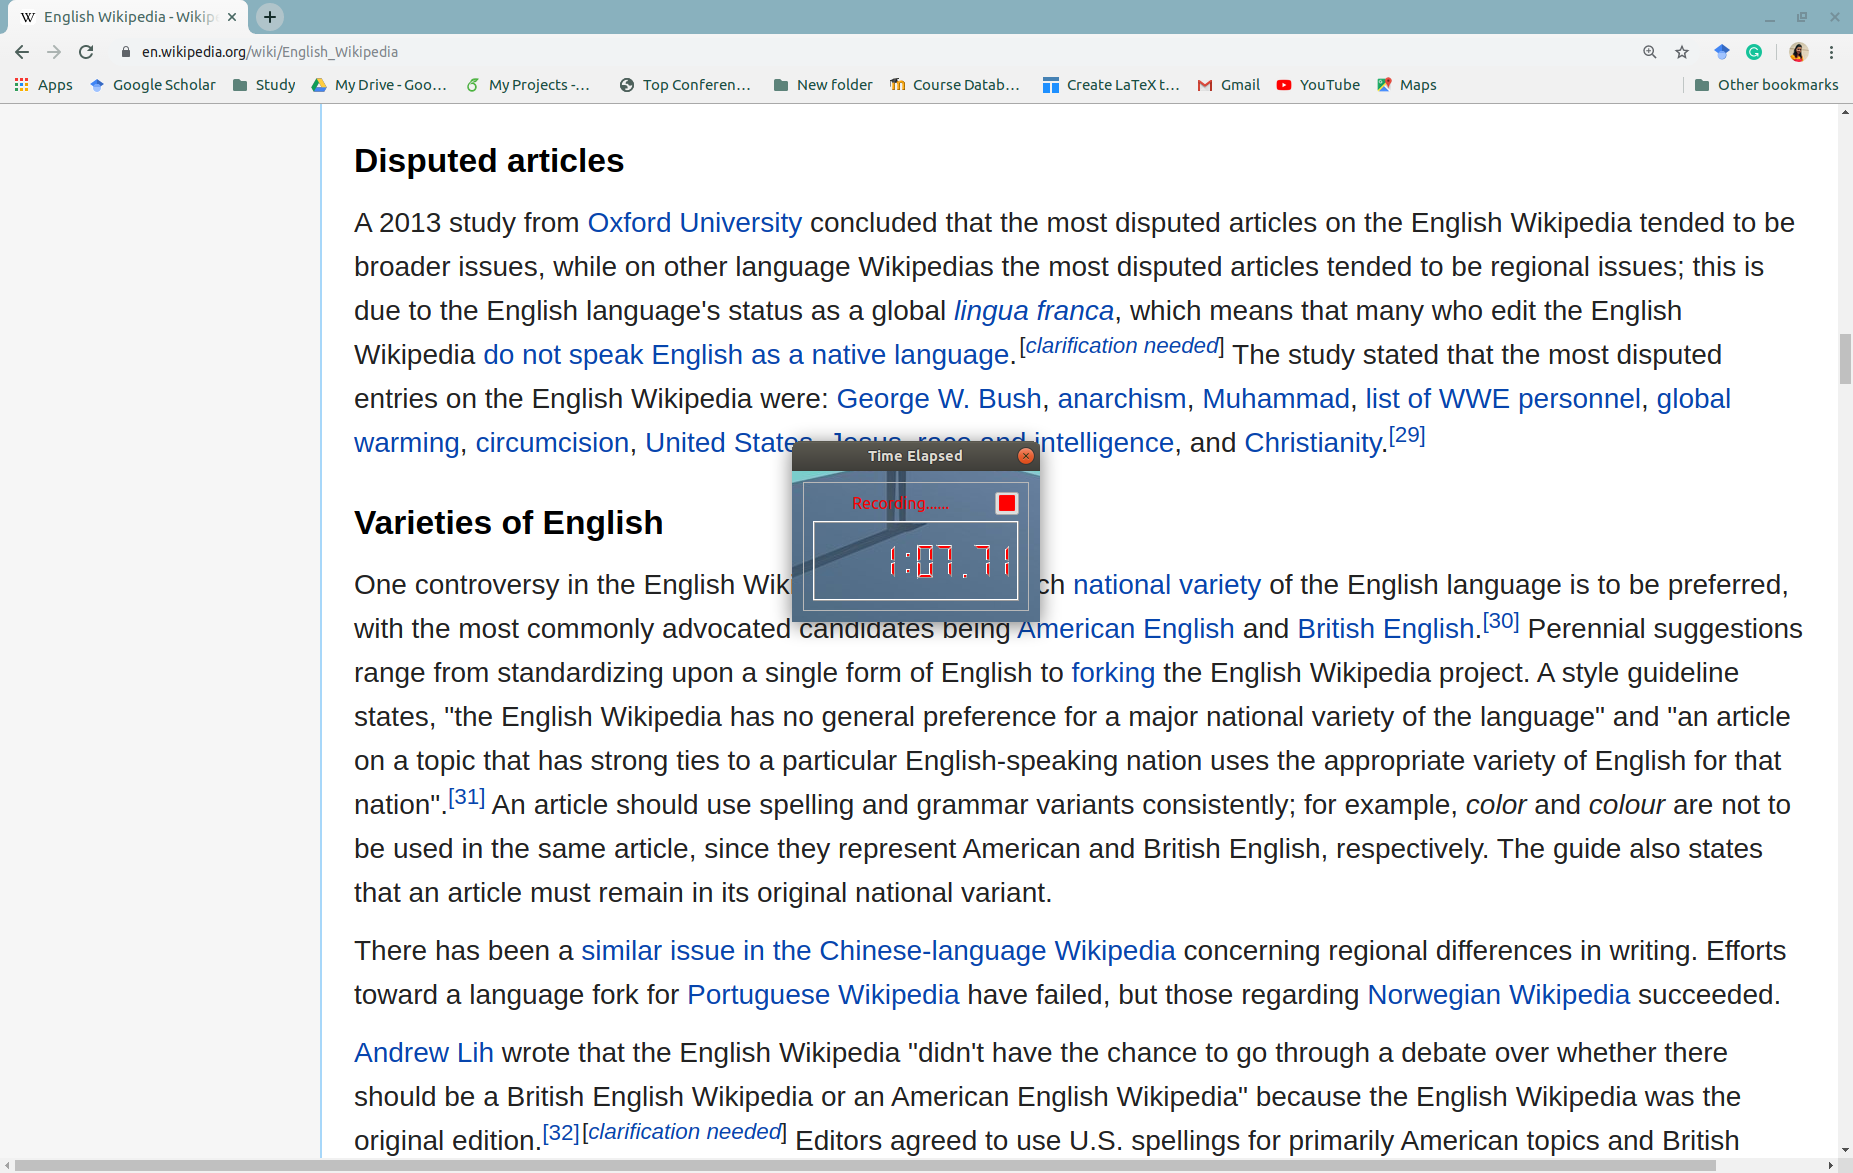 English Wikipedia - Wikip
en.wikipedia.org/wiki/English_Wikipedia
Apps Google Scholar Study My Drive - Goo... My Projects -... Top Conferen... New folder Course Datab... Create LaTeX t... Gmail YouTube Maps Other bookmarks
Disputed articles
A 2013 study from Oxford University concluded that the most disputed articles on the English Wikipedia tended to be
broader issues, while on other language Wikipedias the most disputed articles tended to be regional issues; this is
due to the English language's status as a global lingua franca, which means that many who edit the English
Wikipedia do not speak English as a native language.[clarification needed] The study stated that the most disputed
entries on the English Wikipedia were: George W. Bush, anarchism, Muhammad, list of WWE personnel, global
warming, circumcision, United States, Jesus, race and intelligence, and Christianity.[29]
Time Elapsed
Recording......
1:07.71
Varieties of English
One controversy in the English Wik ch national variety of the English language is to be preferred,
with the most commonly advocated candidates being American English and British English.[30] Perennial suggestions
range from standardizing upon a single form of English to forking the English Wikipedia project. A style guideline
states, "the English Wikipedia has no general preference for a major national variety of the language" and "an article
on a topic that has strong ties to a particular English-speaking nation uses the appropriate variety of English for that
nation".[31] An article should use spelling and grammar variants consistently; for example, color and colour are not to
be used in the same article, since they represent American and British English, respectively. The guide also states
that an article must remain in its original national variant.
There has been a similar issue in the Chinese-language Wikipedia concerning regional differences in writing. Efforts
toward a language fork for Portuguese Wikipedia have failed, but those regarding Norwegian Wikipedia succeeded.
Andrew Lih wrote that the English Wikipedia "didn't have the chance to go through a debate over whether there
should be a British English Wikipedia or an American English Wikipedia" because the English Wikipedia was the
original edition.[32][clarification needed] Editors agreed to use U.S. spellings for primarily American topics and British